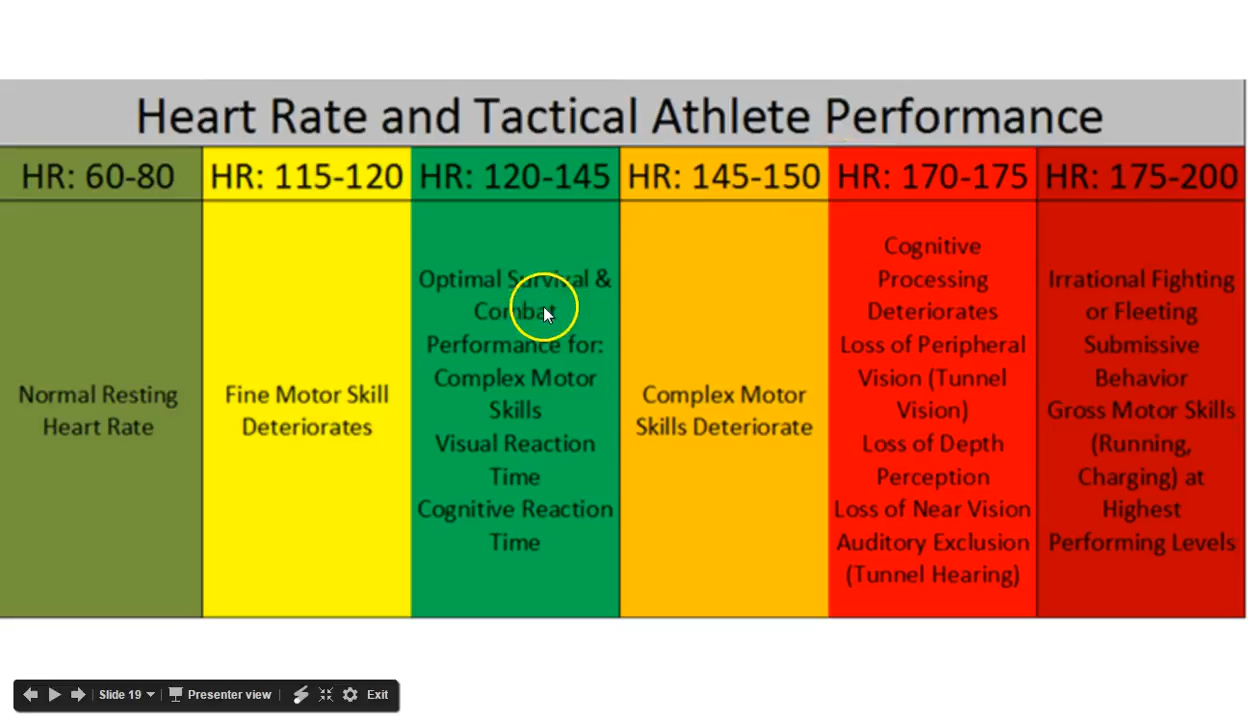 Heart Rate and Tactical Athlete Performance
HR: 60-80
HR: 115-120
HR: 120-145
HR: 145-150
HR: 170-175
HR: 175-200
Normal Resting
Heart Rate
Fine Motor Skill
Deteriorates
Optimal Survival &
Combat
Performance for:
Complex Motor
Skills
Visual Reaction
Time
Cognitive Reaction
Time
Complex Motor
Skills Deteriorate
Cognitive
Processing
Deteriorates
Loss of Peripheral
Vision (Tunnel
Vision)
Loss of Depth
Perception
Loss of Near Vision
Auditory Exclusion
(Tunnel Hearing)
Irrational Fighting
or Fleeting
Submissive
Behavior
Gross Motor Skills
(Running,
Charging) at
Highest
Performing Levels
Slide 19
Presenter view
Exit